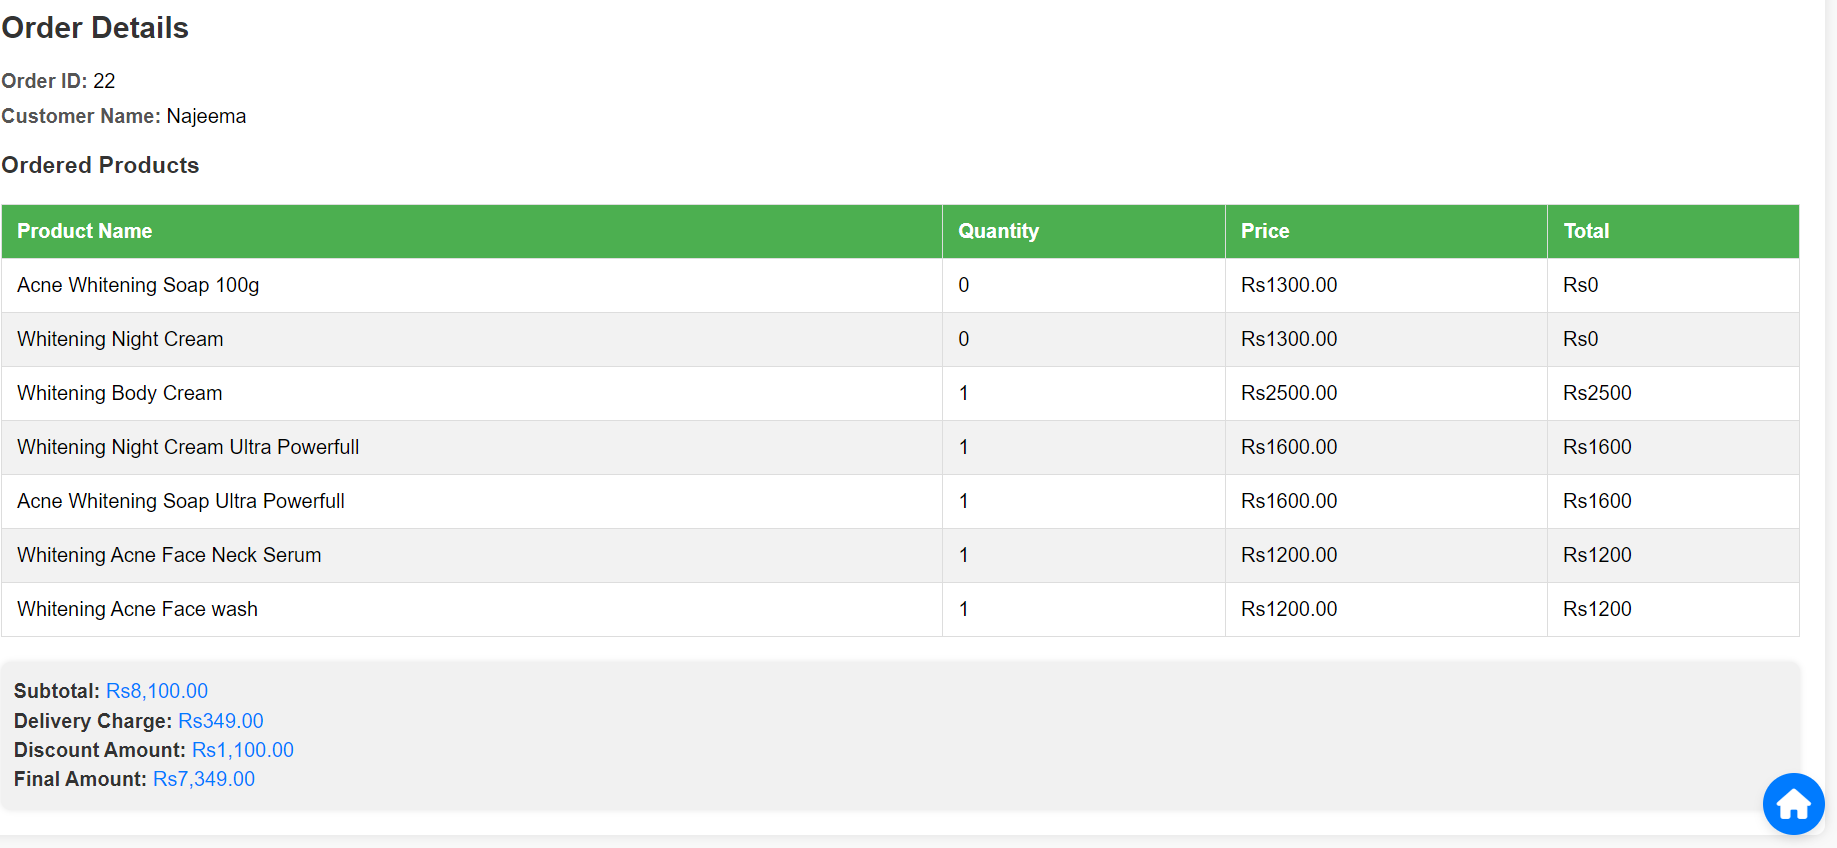 Order Details
Order ID: 22
Customer Name: Najeema
Ordered Products
Product Name Quantity Price Total
Acne Whitening Soap 100g 0 Rs1300.00 Rs0
Whitening Night Cream 0 Rs1300.00 Rs0
Whitening Body Cream 1 Rs2500.00 Rs2500
Whitening Night Cream Ultra Powerfull 1 Rs1600.00 Rs1600
Acne Whitening Soap Ultra Powerfull 1 Rs1600.00 Rs1600
Whitening Acne Face Neck Serum 1 Rs1200.00 Rs1200
Whitening Acne Face wash 1 Rs1200.00 Rs1200
Subtotal: Rs8,100.00
Delivery Charge: Rs349.00
Discount Amount: Rs1,100.00
Final Amount: Rs7,349.00